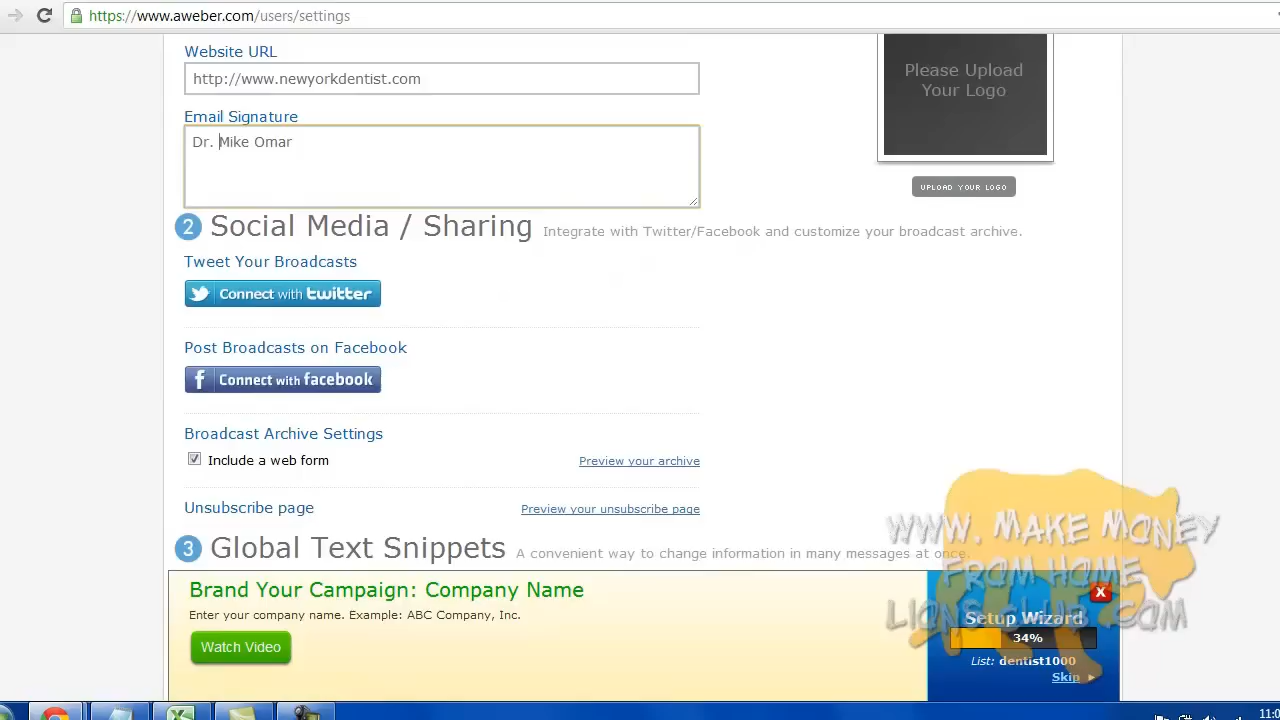 https://www.aweber.com/users/settings
Website URL
http://www.newyorkdentist.com
Please Upload
Your Logo
Email Signature
Dr. Mike Omar
UPLOAD YOUR LOGO
2 Social Media / Sharing Integrate with Twitter/Facebook and customize your broadcast archive.
Tweet Your Broadcasts
Connect with twitter
Post Broadcasts on Facebook
f Connect with facebook
Broadcast Archive Settings
Include a web form Preview your archive
Unsubscribe page Preview your unsubscribe page
WWW. MAKE MONEY
FROM HOME
LIONS CLUB.COM
3 Global Text Snippets A convenient way to change information in many messages at once.
Brand Your Campaign: Company Name
Enter your company name. Example: ABC Company, Inc.
Watch Video
X
Setup Wizard
34%
List: dentist1000
Skip